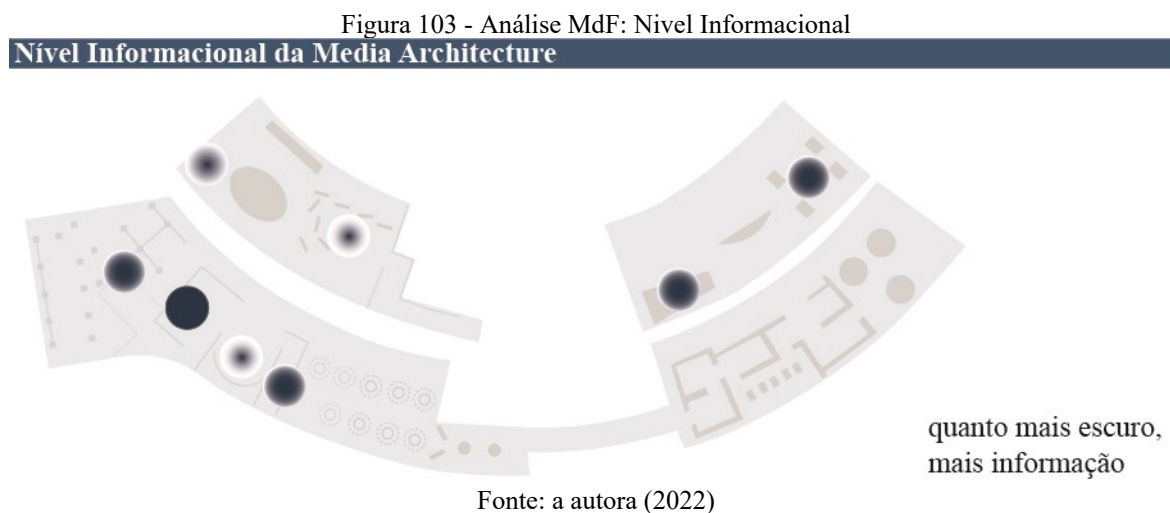 Figura 103 - Análise MdF: Nivel Informacional
Nível Informacional da Media Architecture
quanto mais escuro,
mais informação
Fonte: a autora (2022)